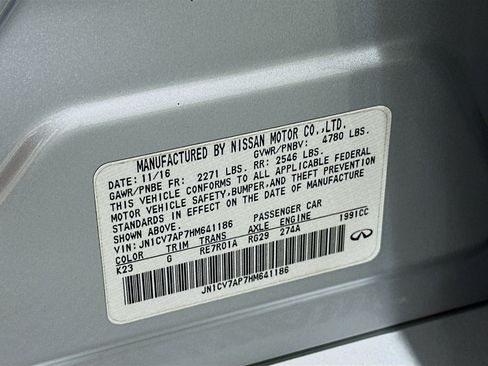 MANUFACTURED BY NISSAN MOTOR CO.,LTD.
DATE: 11/16 GVWR/PNBV: 4780 LBS.
GAWR/PNBE FR: 2271 LBS. RR: 2546 LBS.
THIS VEHICLE CONFORMS TO ALL APPLICABLE FEDERAL
MOTOR VEHICLE SAFETY,BUMPER,AND THEFT PREVENTION
STANDARDS IN EFFECT ON THE DATE OF MANUFACTURE
SHOWN ABOVE.
VIN: JN1CV7AP7HM641186 PASSENGER CAR
COLOR TRIM TRANS AXLE ENGINE 1991CC
K23 G RE7R01A RG29 274A
JN1CV7AP7HM641186